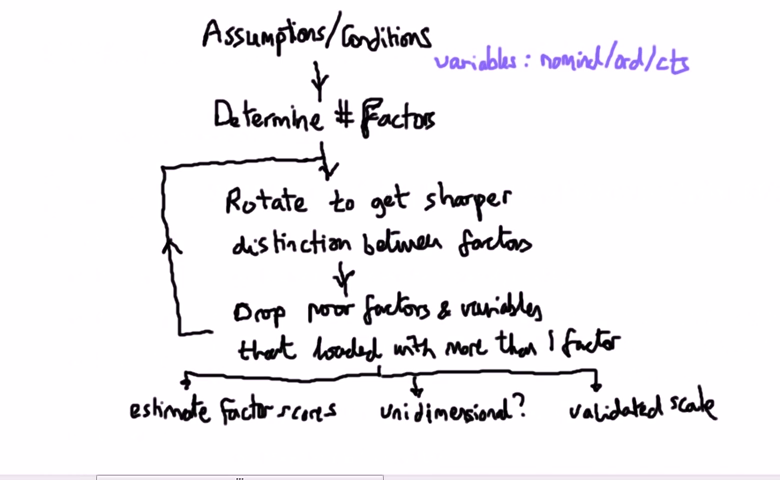 Assumptions/Conditions
variables: nominal/ord/cts
Determine # Factors
Rotate to get sharper
distinction between factors
Drop poor factors & variables
that loaded with more than 1 factor
estimate factor scores
unidimensional?
validated scale